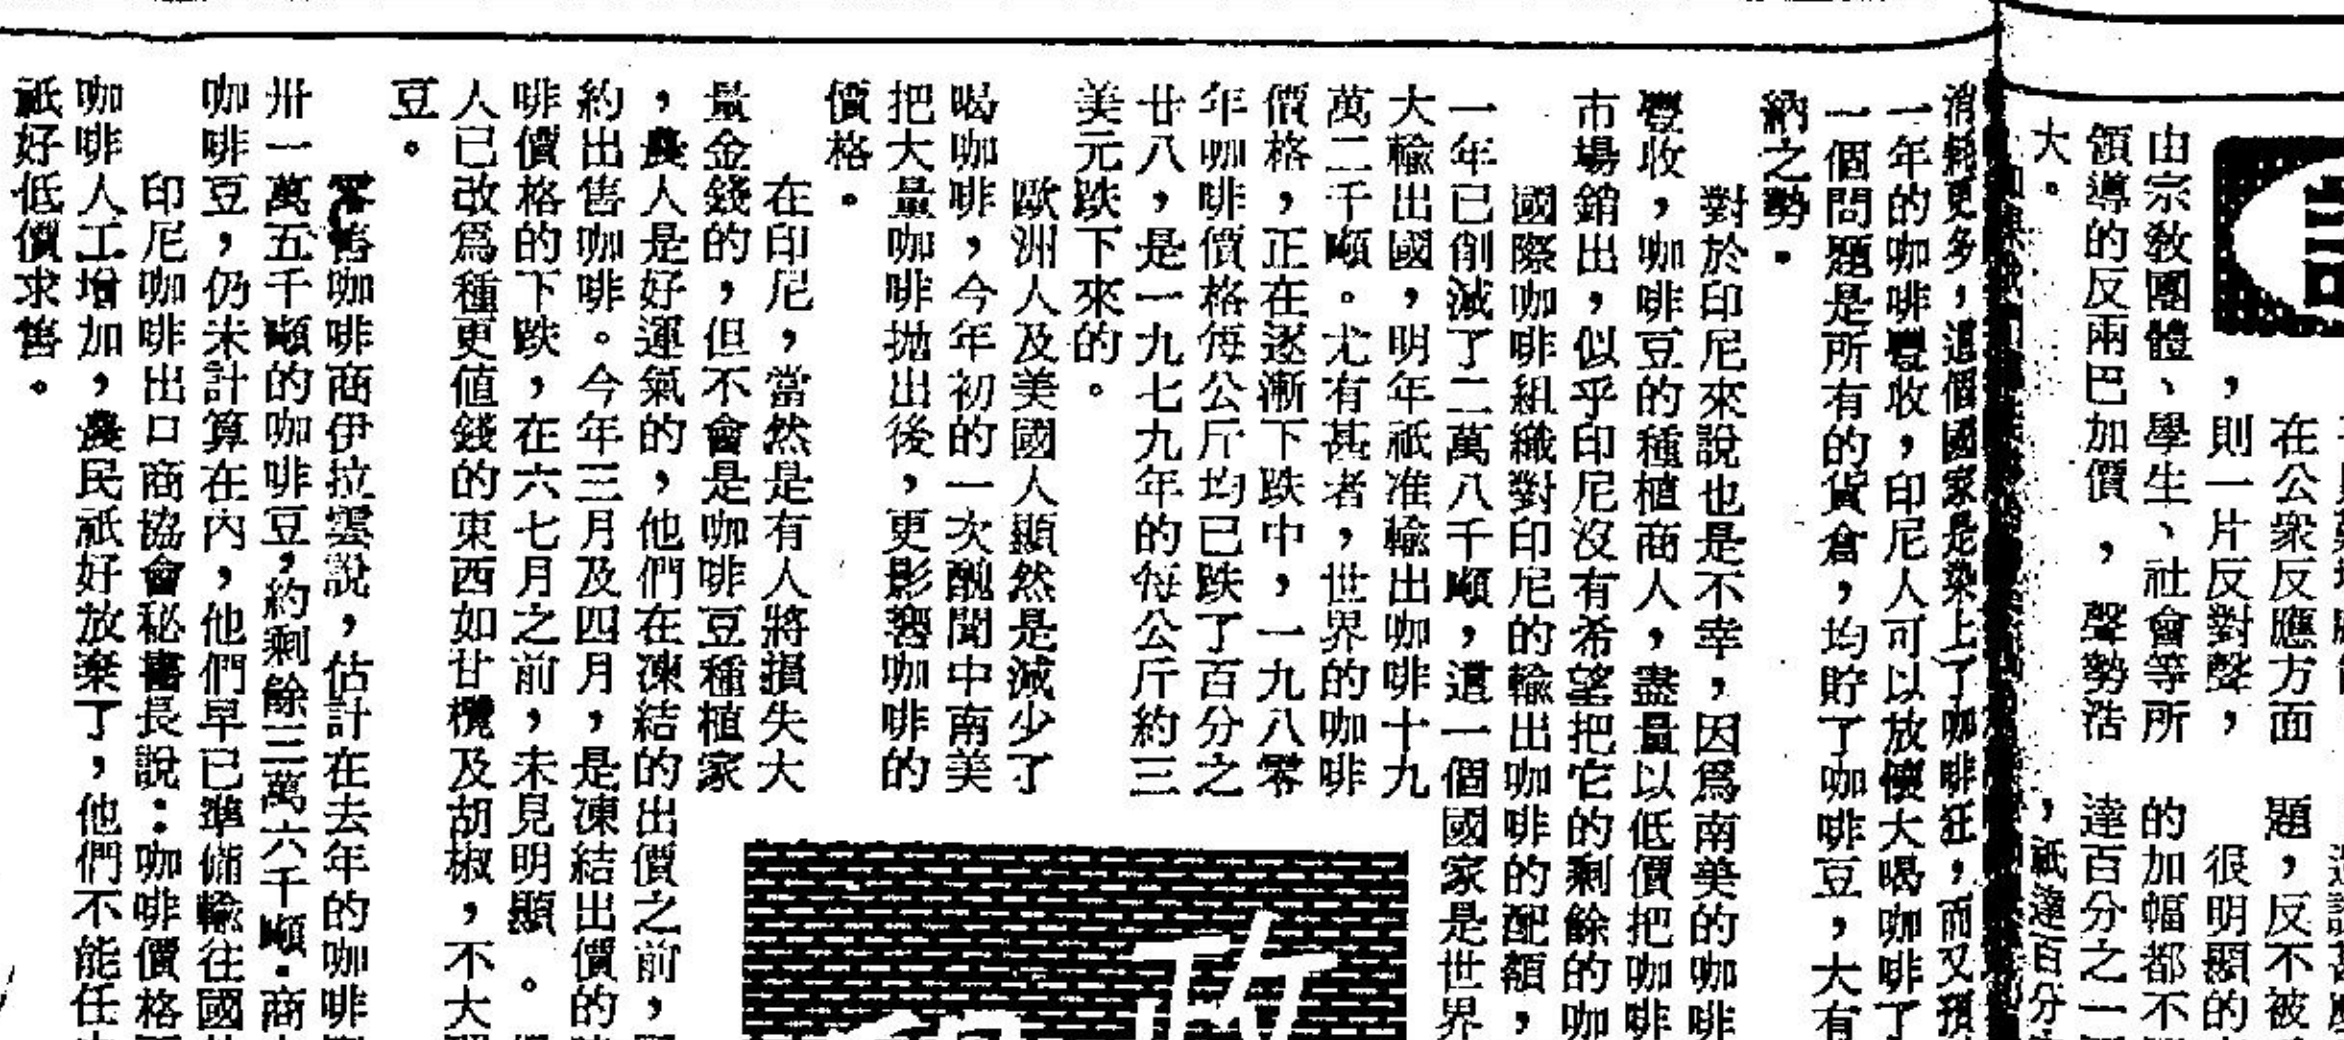 在公衆反應方面
，則一片反對聲，
由宗敎團體、學生、社會等所
領導的反兩巴加價，聲勢浩
大。
題，反不被
很明顯的
的加幅都不
達百分之一
，祇達百分
消耗更多，這個國家是染上了咖啡狂，而又預
一年的咖啡豐收，印尼人可以放懷大喝咖啡了
一個問題是所有的貨倉，均貯了咖啡豆，大有
納之勢。
對於印尼來說也是不幸，因爲南美的咖啡
豐收，咖啡豆的種植商人，盡量以低價把咖啡
市場銷出，似乎印尼沒有希望把它的剩餘的咖
國際咖啡組織對印尼的輸出咖啡的配額，
一年已削減了二萬八千噸，這一個國家是世界
大輸出國，明年祇准輸出咖啡十九
萬二千噸。尤有甚者，世界的咖啡
價格，正在逐漸下跌中，一九八零
年咖啡價格每公斤均已跌了百分之
廿八，是一九七九年的每公斤約三
美元跌下來的。
歐洲人及美國人顯然是減少了
喝咖啡，今年初的一次醜聞中南美
把大量咖啡拋出後，更影響咖啡的
價格。
在印尼，當然是有人將損失大
量金錢的，但不會是咖啡豆種植家
，農人是好運氣的，他們在凍結的出價之前，
約出售咖啡。今年三月及四月，是凍結出價的
啡價格的下跌，在六七月之前，未見明顯。
人已改爲種更值錢的東西如甘欖及胡椒，不大
豆。
零售咖啡商伊拉雲說，估計在去年的咖啡
卅一萬五千噸的咖啡豆，約剩餘三萬六千噸．商
咖啡豆，仍未計算在內，他們早已準備輸往國
印尼咖啡出口商協會秘書長說：咖啡價格
咖啡人工增加，農民祇好放棄了，他們不能任
祇好低價求售。